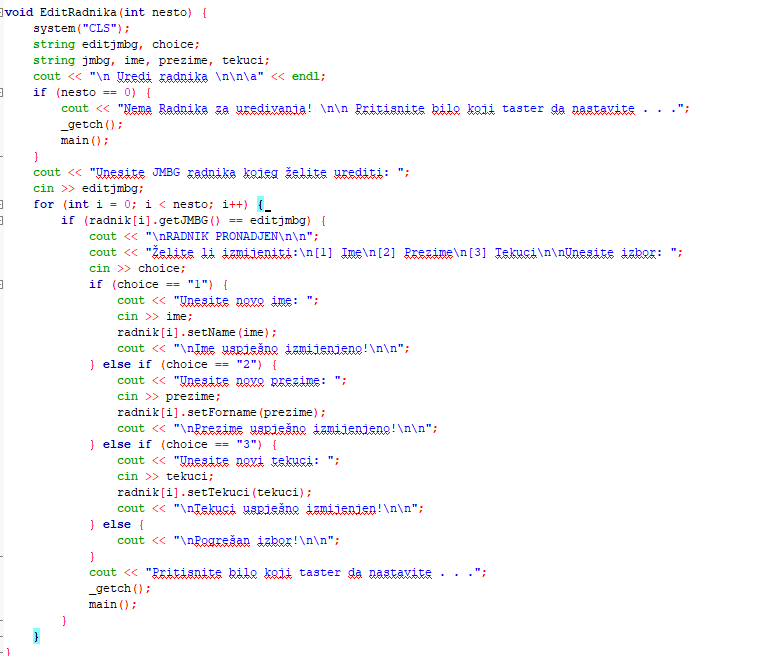 void EditRadnika(int nesto) {
    system("CLS");
    string editjmbg, choice;
    string jmbg, ime, prezime, tekuci;
    cout << "\n Uredi radnika \n\n\a" << endl;
    if (nesto == 0) {
        cout << "Nema Radnika za uredivanja! \n\n Pritisnite bilo koji taster da nastavite . . .";
        _getch();
        main();
    }
    cout << "Unesite JMBG radnika kojeg želite urediti: ";
    cin >> editjmbg;
    for (int i = 0; i < nesto; i++) {
        if (radnik[i].getJMBG() == editjmbg) {
            cout << "\nRADNIK PRONADJEN\n\n";
            cout << "Želite li izmijeniti:\n[1] Ime\n[2] Prezime\n[3] Tekuci\n\nUnesite izbor: ";
            cin >> choice;
            if (choice == "1") {
                cout << "Unesite novo ime: ";
                cin >> ime;
                radnik[i].setName(ime);
                cout << "\nIme uspješno izmijenjeno!\n\n";
            } else if (choice == "2") {
                cout << "Unesite novo prezime: ";
                cin >> prezime;
                radnik[i].setForname(prezime);
                cout << "\nPrezime uspješno izmijenjeno!\n\n";
            } else if (choice == "3") {
                cout << "Unesite novi tekuci: ";
                cin >> tekuci;
                radnik[i].setTekuci(tekuci);
                cout << "\nTekuci uspješno izmijenjen!\n\n";
            } else {
                cout << "\nPogrešan izbor!\n\n";
            }
            cout << "Pritisnite bilo koji taster da nastavite . . .";
            _getch();
            main();
        }
    }
}